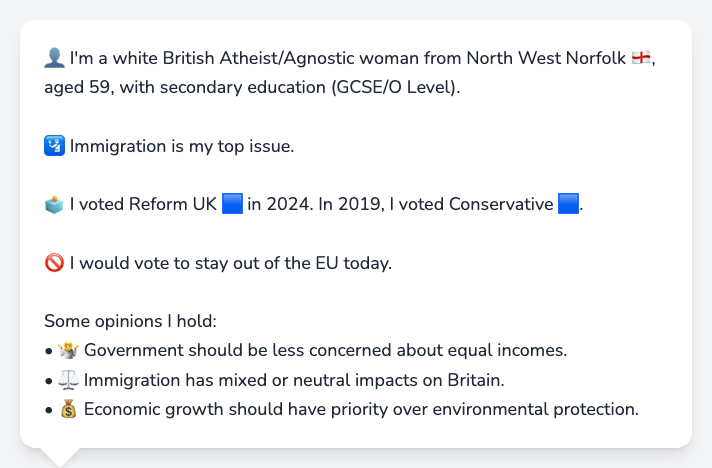 👤 I'm a white British Atheist/Agnostic woman from North West Norfolk 🏴󠁧󠁢󠁥󠁮󠁧󠁿,
aged 59, with secondary education (GCSE/O Level).
🛂 Immigration is my top issue.
🗳️ I voted Reform UK 🟦 in 2024. In 2019, I voted Conservative 🟦.
🚫 I would vote to stay out of the EU today.
Some opinions I hold:
• 🤷 Government should be less concerned about equal incomes.
• ⚖️ Immigration has mixed or neutral impacts on Britain.
• 💰 Economic growth should have priority over environmental protection.